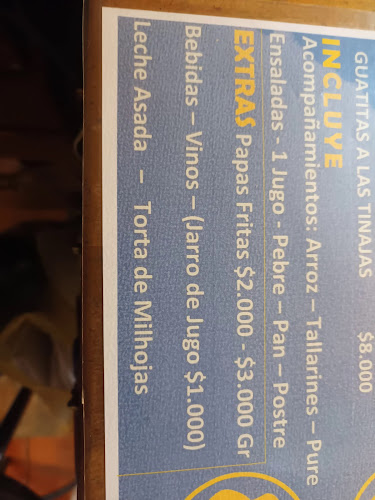 GUATITAS A LAS TINAJAS $8.000
INCLUYE
Acompañamientos: Arroz – Tallarines – Pure
Ensaladas - 1 Jugo - Pebre – Pan – Postre
EXTRAS Papas Fritas $2.000 - $3.000 Gr
Bebidas – Vinos – (Jarro de Jugo $1.000)
Leche Asada – Torta de Milhojas